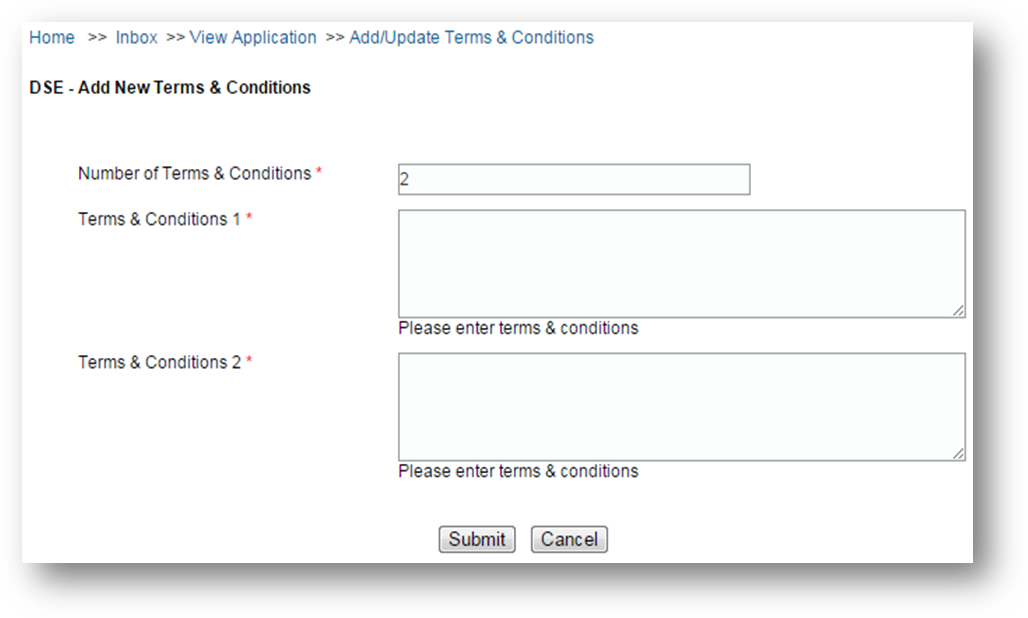 Home >> Inbox >> View Application >> Add/Update Terms & Conditions
DSE - Add New Terms & Conditions
Number of Terms & Conditions * 2
Terms & Conditions 1 *
Please enter terms & conditions
Terms & Conditions 2 *
Please enter terms & conditions
Submit Cancel